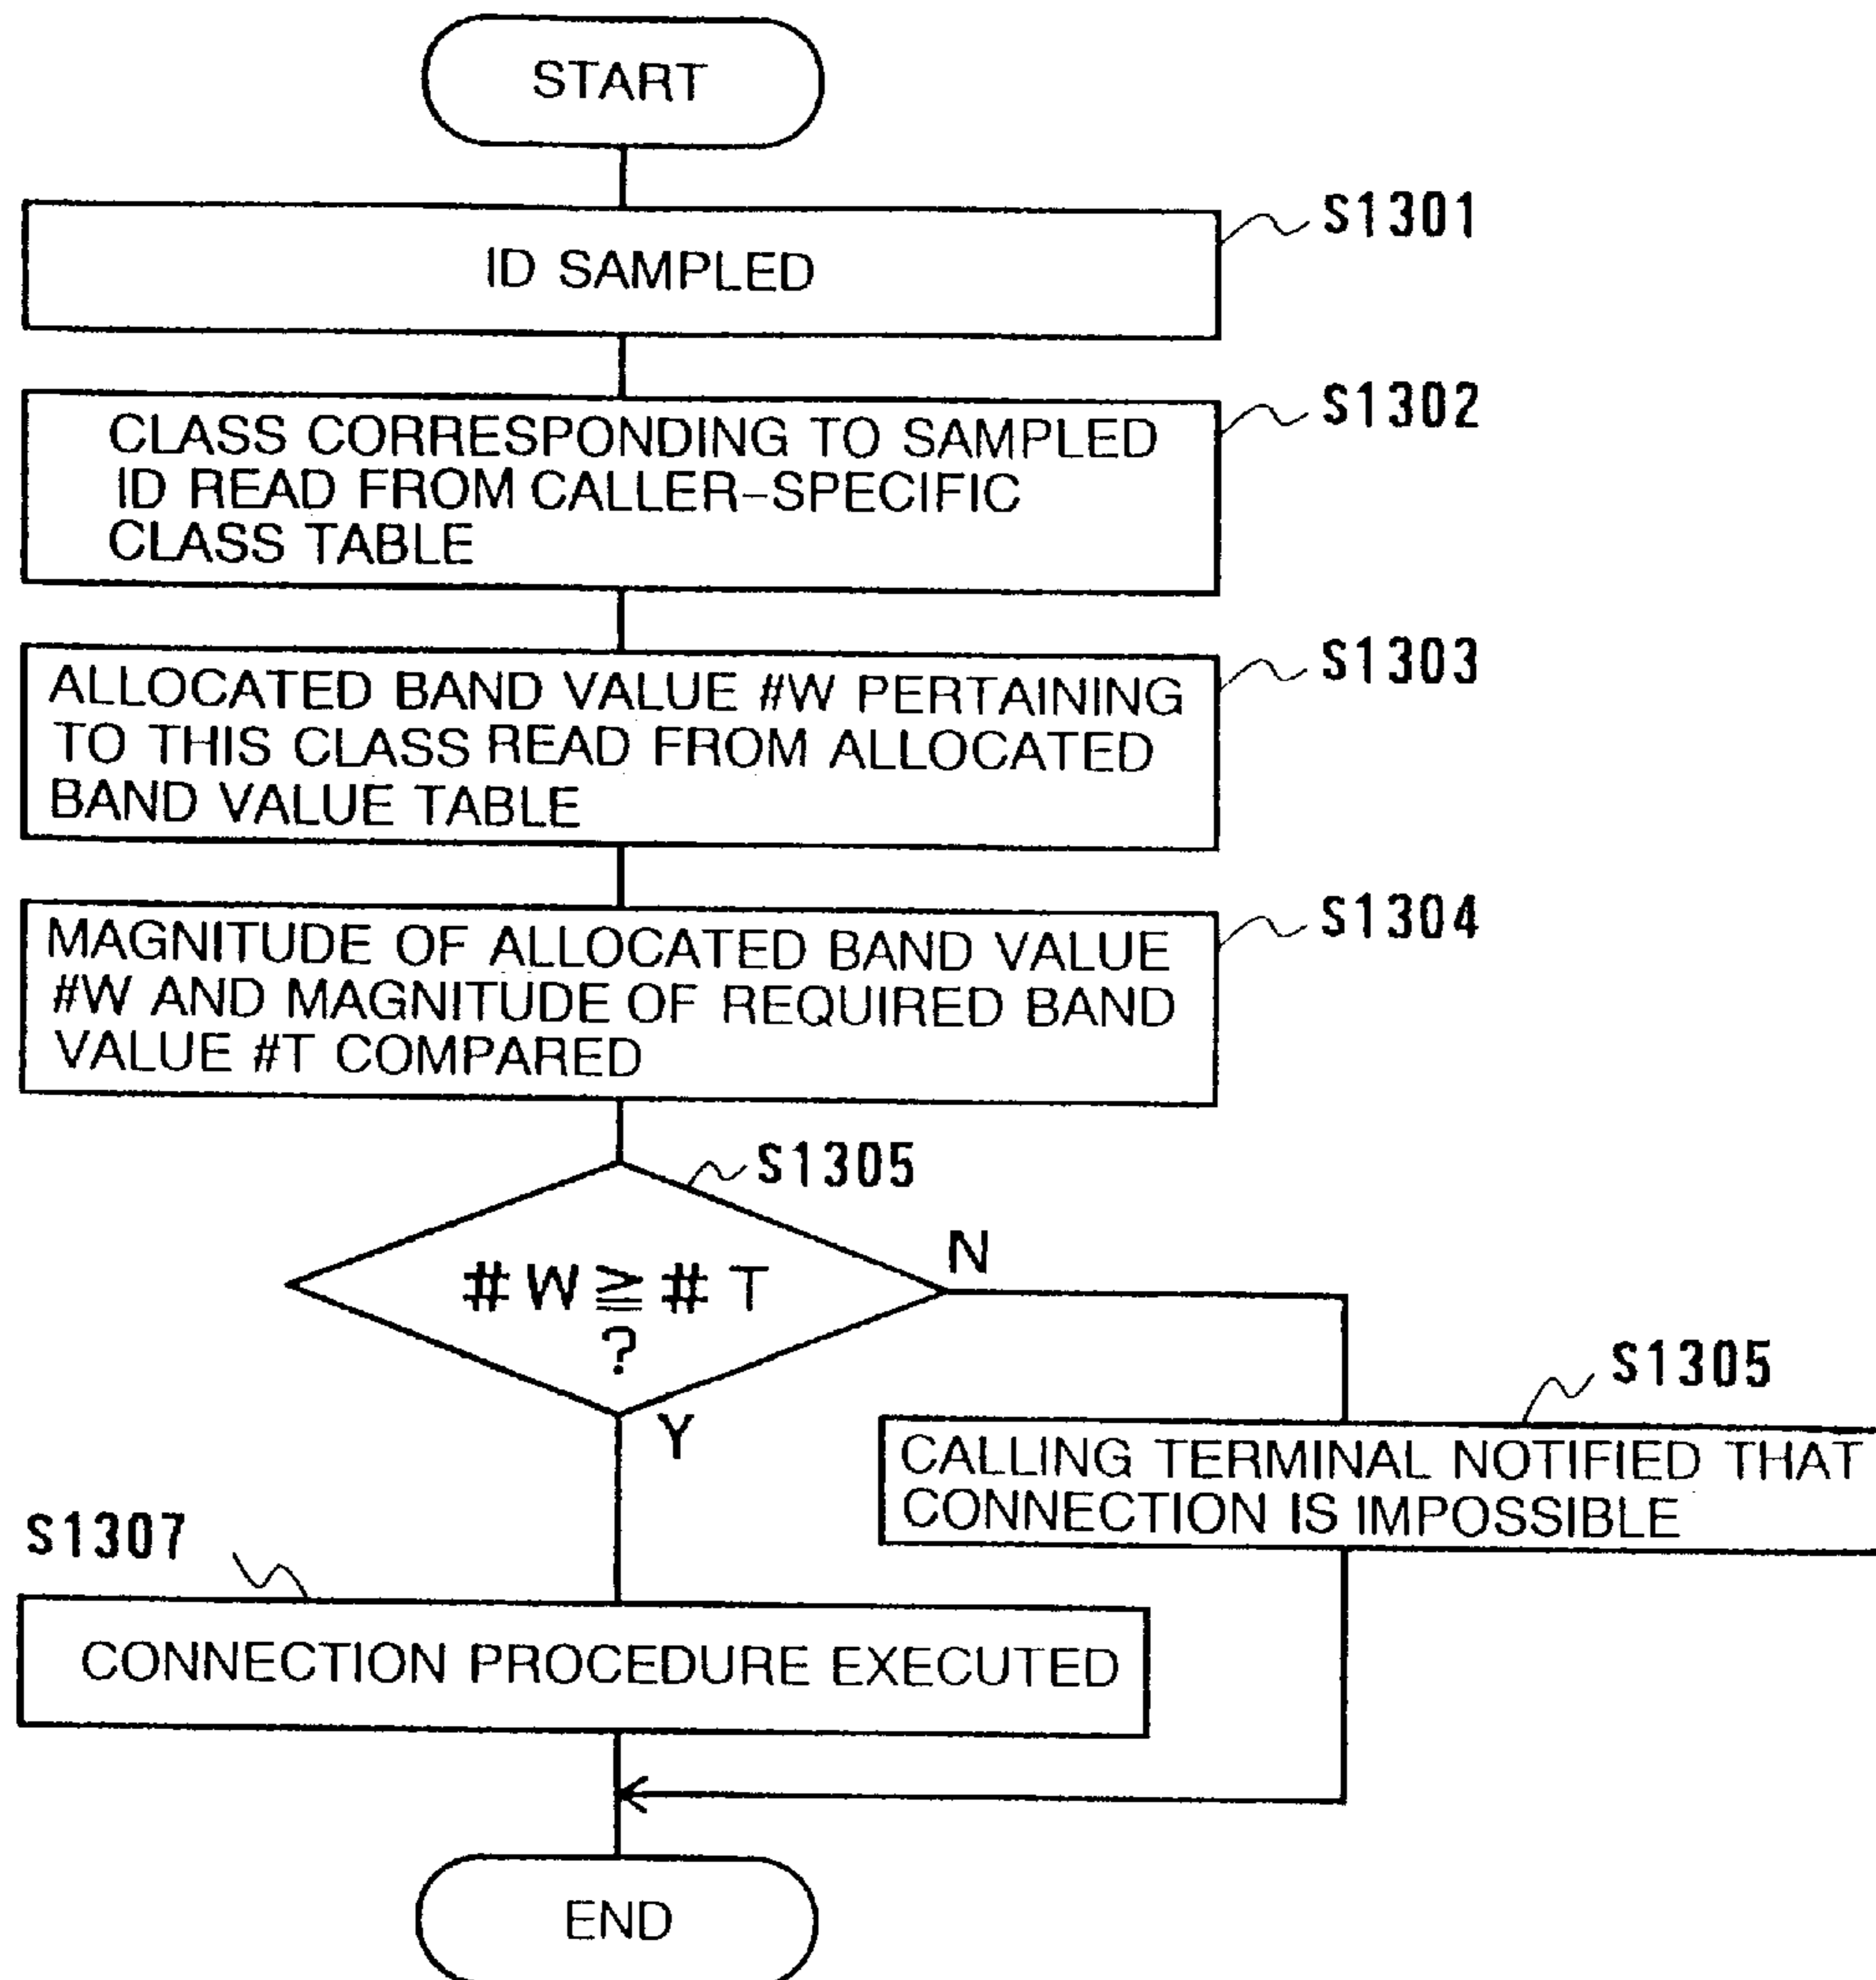 START
S1301
ID SAMPLED
S1302
CLASS CORRESPONDING TO SAMPLED
ID READ FROM CALLER-SPECIFIC
CLASS TABLE
S1303
ALLOCATED BAND VALUE #W PERTAINING
TO THIS CLASS READ FROM ALLOCATED
BAND VALUE TABLE
S1304
MAGNITUDE OF ALLOCATED BAND VALUE
#W AND MAGNITUDE OF REQUIRED BAND
VALUE #T COMPARED
S1305
#W≧#T
?
N
Y
S1305
CALLING TERMINAL NOTIFIED THAT
CONNECTION IS IMPOSSIBLE
S1307
CONNECTION PROCEDURE EXECUTED
END